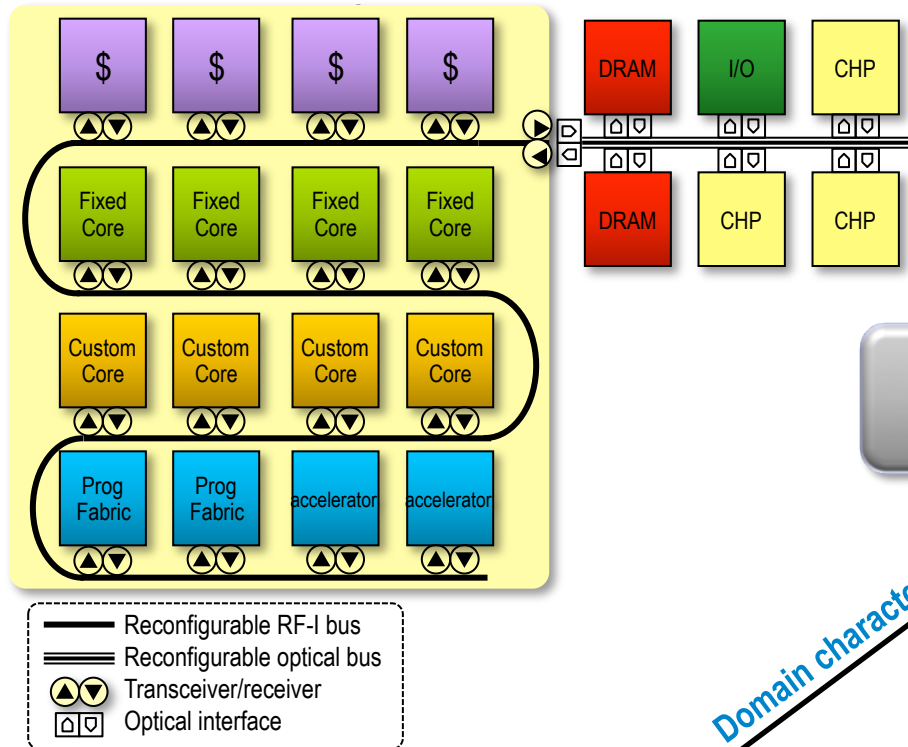 $ $ $ $
DRAM I/O CHP
Fixed Core Fixed Core Fixed Core Fixed Core
DRAM CHP CHP
Custom Core Custom Core Custom Core Custom Core
Prog Fabric Prog Fabric accelerator accelerator
Reconfigurable RF-I bus
Reconfigurable optical bus
Transceiver/receiver
Optical interface
Domain